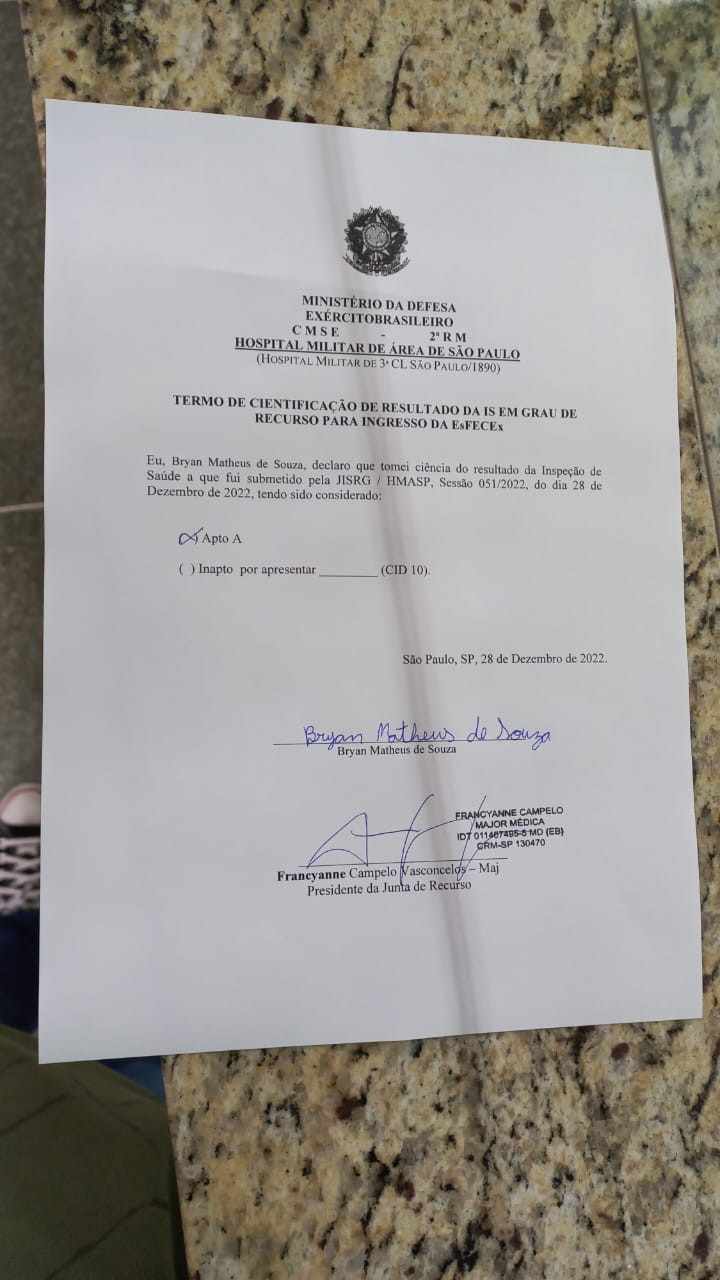 MINISTÉRIO DA DEFESA
EXÉRCITOBRASILEIRO
C M S E - 2ª R M
HOSPITAL MILITAR DE ÁREA DE SÃO PAULO
(HOSPITAL MILITAR DE 3ª CL SÃO PAULO/1890)
TERMO DE CIENTIFICAÇÃO DE RESULTADO DA IS EM GRAU DE
RECURSO PARA INGRESSO DA EsFECEx
Eu, Bryan Matheus de Souza, declaro que tomei ciência do resultado da Inspeção de
Saúde a que fui submetido pela JISRG / HMASP, Sessão 051/2022, do dia 28 de
Dezembro de 2022, tendo sido considerado:
(X) Apto A
( ) Inapto por apresentar ________ (CID 10).
São Paulo, SP, 28 de Dezembro de 2022.
Bryan Matheus de Souza
Bryan Matheus de Souza
FRANCYANNE CAMPELO
MAJOR MÉDICA
IDT 011487495-8 MD (EB)
CRM-SP 130470
Francyanne Campelo Vasconcelos – Maj
Presidente da Junta de Recurso